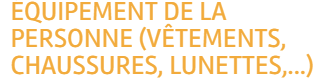 EQUIPEMENT DE LA
PERSONNE (VÊTEMENTS,
CHAUSSURES, LUNETTES,...)